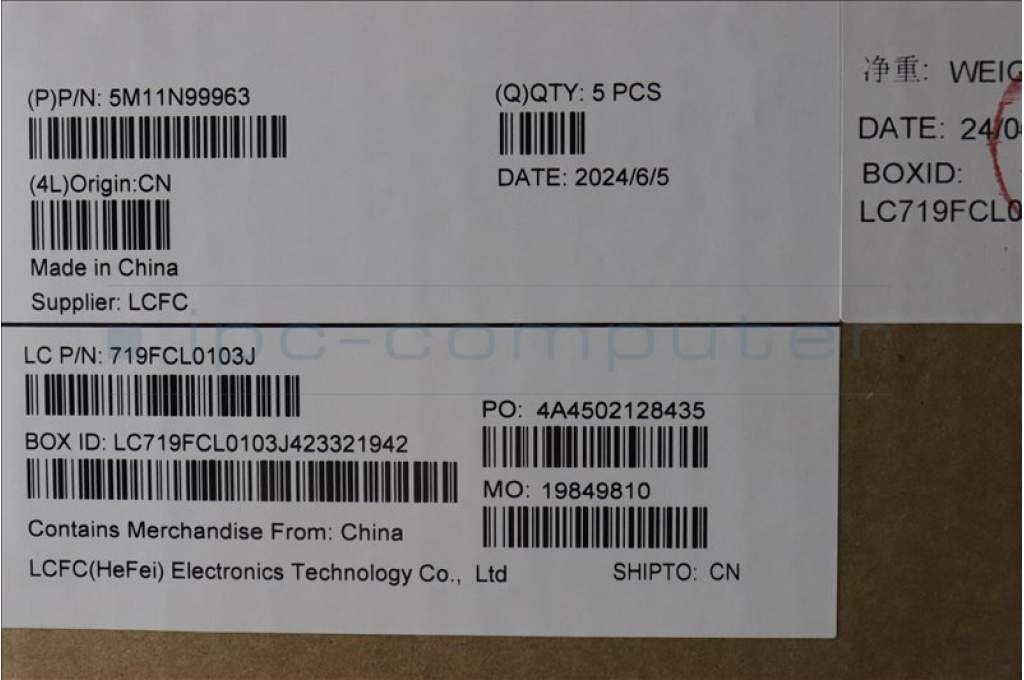 (P)P/N: 5M11N99963
(Q)QTY: 5 PCS
(4L)Origin:CN
DATE: 2024/6/5
Made in China
Supplier: LCFC
净重: WEIG
DATE: 24/0
BOXID:
LC719FCL0
ipc-computer
LC P/N: 719FCL0103J
PO: 4A4502128435
BOX ID: LC719FCL0103J423321942
MO: 19849810
Contains Merchandise From: China
LCFC(HeFei) Electronics Technology Co., Ltd
SHIPTO: CN